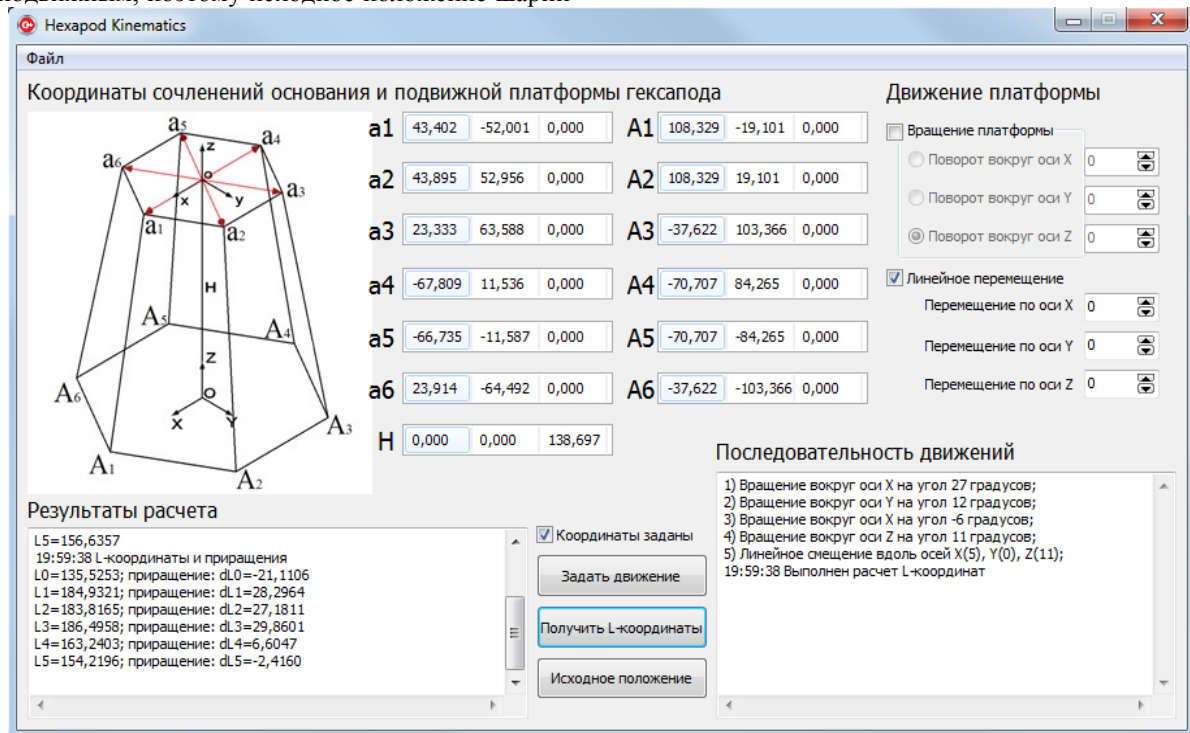 Hexapod Kinematics
Файл
Координаты сочленений основания и подвижной платформы гексапода
Движение платформы
a5
a4
z
a6
o
a3
x
y
a1
a2
H
A5
A4
Z
A6
O
X
Y
A3
A1
A2
a1 43,402 -52,001 0,000 A1 108,329 -19,101 0,000
a2 43,895 52,956 0,000 A2 108,329 19,101 0,000
a3 23,333 63,588 0,000 A3 -37,622 103,366 0,000
a4 -67,809 11,536 0,000 A4 -70,707 84,265 0,000
a5 -66,735 -11,587 0,000 A5 -70,707 -84,265 0,000
a6 23,914 -64,492 0,000 A6 -37,622 -103,366 0,000
H 0,000 0,000 138,697
Вращение платформы
Поворот вокруг оси X 0
Поворот вокруг оси Y 0
Поворот вокруг оси Z 0
Линейное перемещение
Перемещение по оси X 0
Перемещение по оси Y 0
Перемещение по оси Z 0
Результаты расчета
L5=156,6357
19:59:38 L-координаты и приращения
L0=135,5253; приращение: dL0=-21,1106
L1=184,9321; приращение: dL1=28,2964
L2=183,8165; приращение: dL2=27,1811
L3=186,4958; приращение: dL3=29,8601
L4=163,2403; приращение: dL4=6,6047
L5=154,2196; приращение: dL5=-2,4160
Координаты заданы
Задать движение
Получить L-координаты
Исходное положение
Последовательность движений
1) Вращение вокруг оси X на угол 27 градусов;
2) Вращение вокруг оси Y на угол 12 градусов;
3) Вращение вокруг оси X на угол -6 градусов;
4) Вращение вокруг оси Z на угол 11 градусов;
5) Линейное смещение вдоль осей X(5), Y(0), Z(11);
19:59:38 Выполнен расчет L-координат